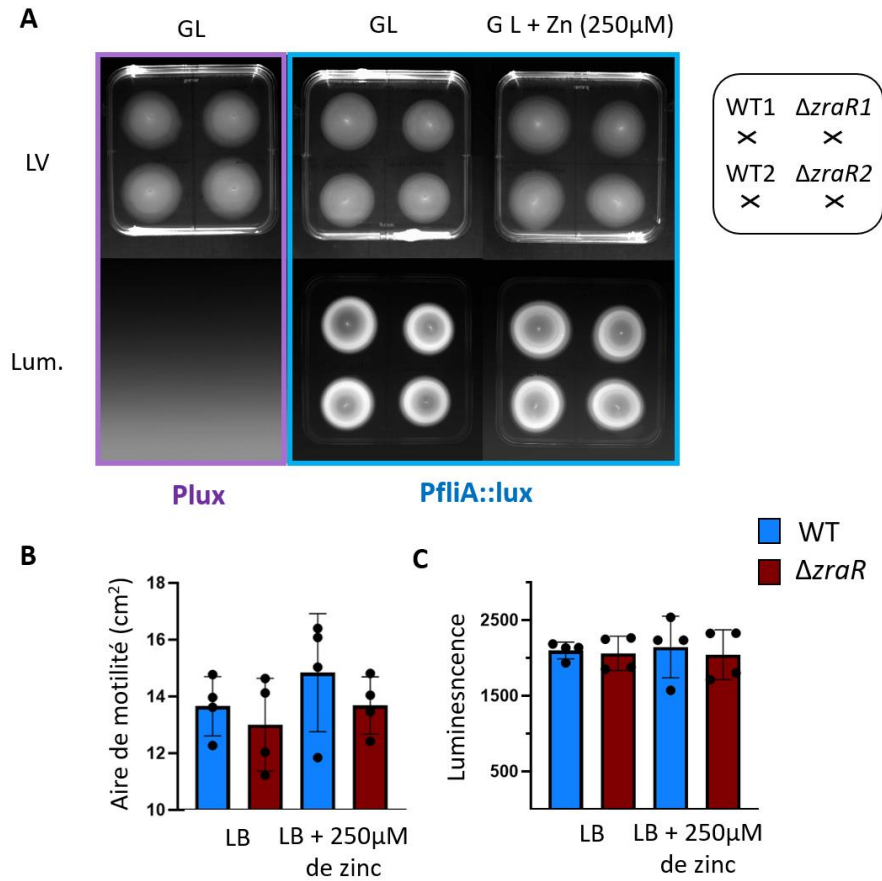 A
GL
GL
G L + Zn (250µM)
LV
Lum.
WT1 ΔzraR1
WT2 ΔzraR2
Plux
PfliA::lux
WT
ΔzraR
B
Aire de motilité (cm²)
18
16
14
12
10
LB
LB + 250µM
de zinc
C
Luminesncence
2500
1500
500
LB
LB + 250µM
de zinc